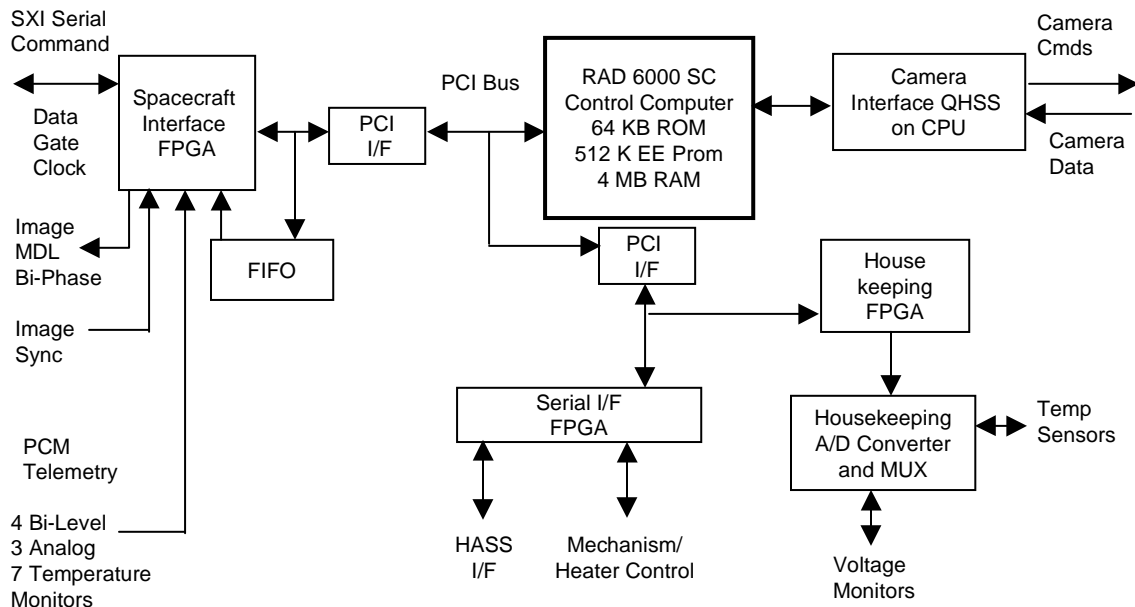 SXI Serial
Command
Data
Gate
Clock
Image
MDL
Bi-Phase
Image
Sync
PCM
Telemetry
4 Bi-Level
3 Analog
7 Temperature
Monitors
Spacecraft
Interface
FPGA
FIFO
PCI
I/F
PCI Bus
RAD 6000 SC
Control Computer
64 KB ROM
512 K EE Prom
4 MB RAM
Camera
Interface QHSS
on CPU
Camera
Cmds
Camera
Data
PCI
I/F
House
keeping
FPGA
Serial I/F
FPGA
HASS
I/F
Mechanism/
Heater Control
Housekeeping
A/D Converter
and MUX
Temp
Sensors
Voltage
Monitors